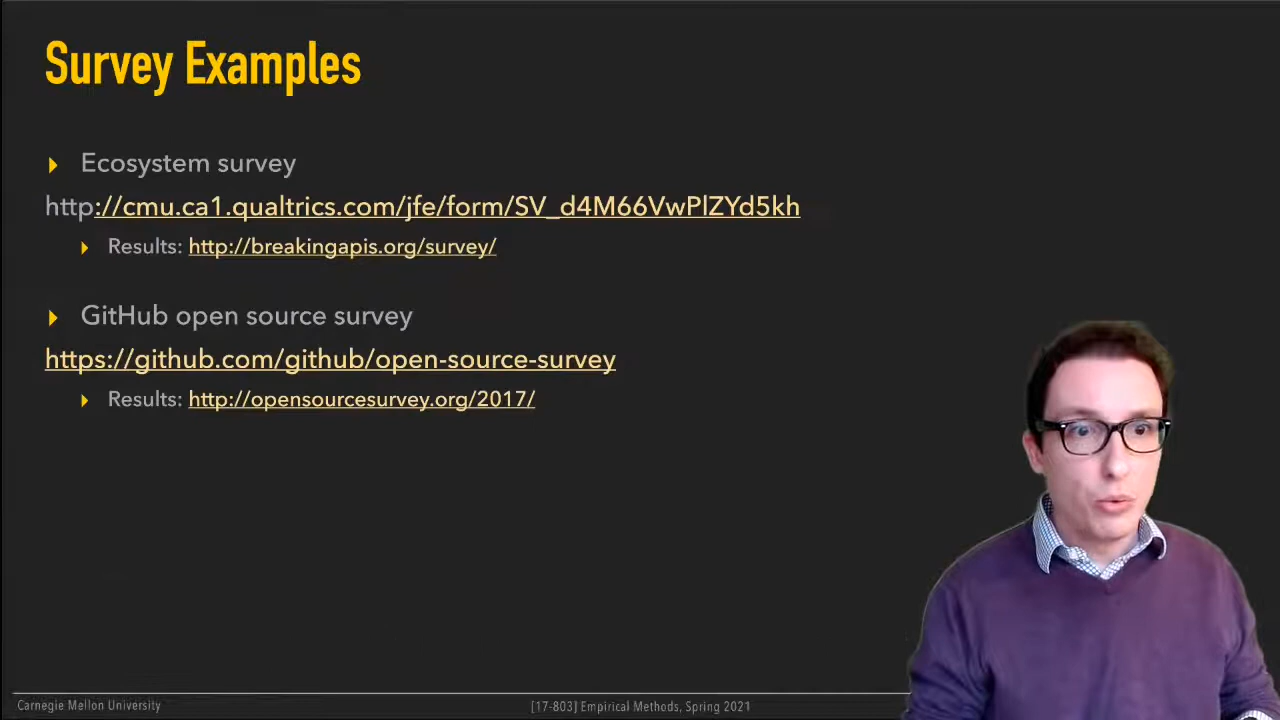 Survey Examples
Ecosystem survey
http://cmu.ca1.qualtrics.com/jfe/form/SV_d4M66VwPlZYd5kh
Results: http://breakingapis.org/survey/
GitHub open source survey
https://github.com/github/open-source-survey
Results: http://opensourcesurvey.org/2017/
Carnegie Mellon University
[17-803] Empirical Methods, Spring 2021